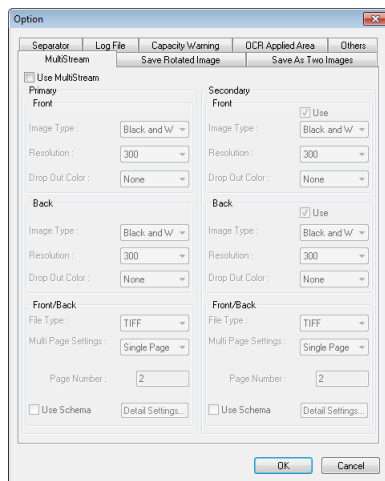 Option
Separator Log File Capacity Warning OCR Applied Area Others
MultiStream Save Rotated Image Save As Two Images
Use MultiStream
Primary Secondary
Front Front
Use
Image Type : Black and W Image Type : Black and W
Resolution : 300 Resolution : 300
Drop Out Color : None Drop Out Color : None
Back Back
Use
Image Type : Black and W Image Type : Black and W
Resolution : 300 Resolution : 300
Drop Out Color : None Drop Out Color : None
Front/Back Front/Back
File Type : TIFF File Type : TIFF
Multi Page Settings : Single Page Multi Page Settings : Single Page
Page Number : 2 Page Number : 2
Use Schema Detail Settings... Use Schema Detail Settings...
OK Cancel